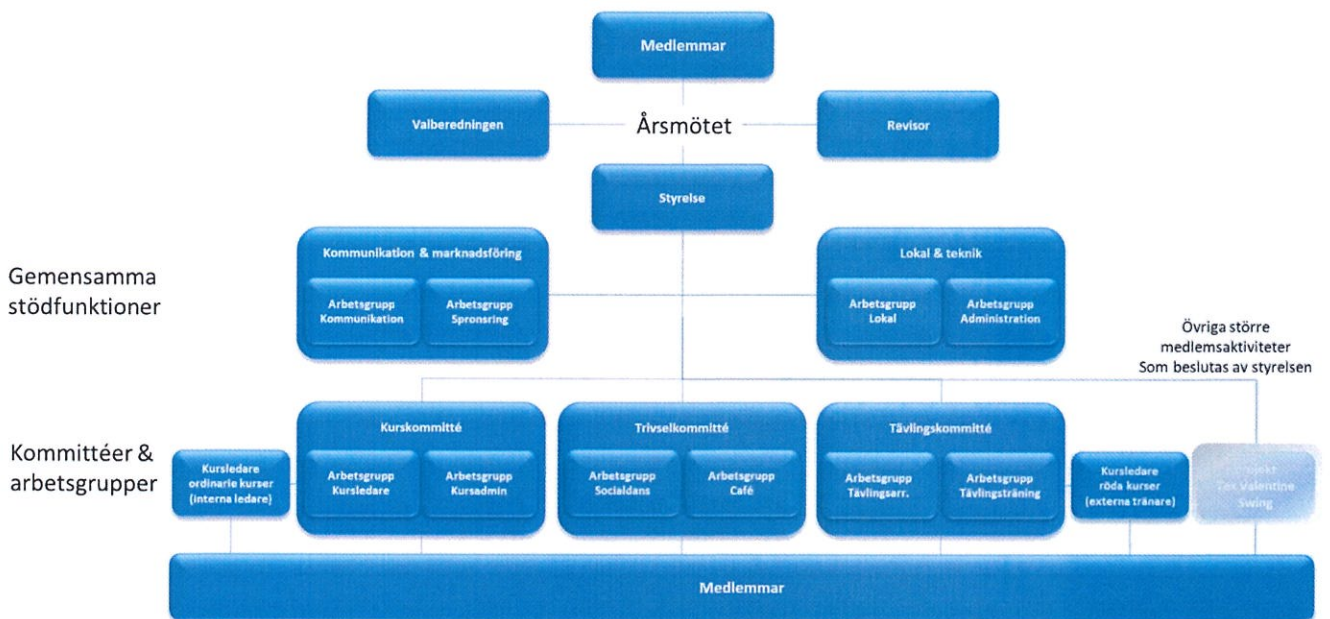 Medlemmar
Valberedningen
Årsmötet
Revisor
Styrelse
Gemensamma
stödfunktioner
Kommunikation & marknadsföring
Arbetsgrupp
Kommunikation
Arbetsgrupp
Spronsring
Lokal & teknik
Arbetsgrupp
Lokal
Arbetsgrupp
Administration
Övriga större
medlemsaktiviteter
Som beslutas av styrelsen
Kommittéer &
arbetsgrupper
Kursledare
ordinarie kurser
(interna ledare)
Kurskommitté
Arbetsgrupp
Kursledare
Arbetsgrupp
Kursadmin
Trivselkommitté
Arbetsgrupp
Socialdans
Arbetsgrupp
Café
Tävlingskommitté
Arbetsgrupp
Tävlingsarr.
Arbetsgrupp
Tävlingsträning
Kursledare
röda kurser
(externa tränare)
Projekt
Tex Valentine
Swing
Medlemmar